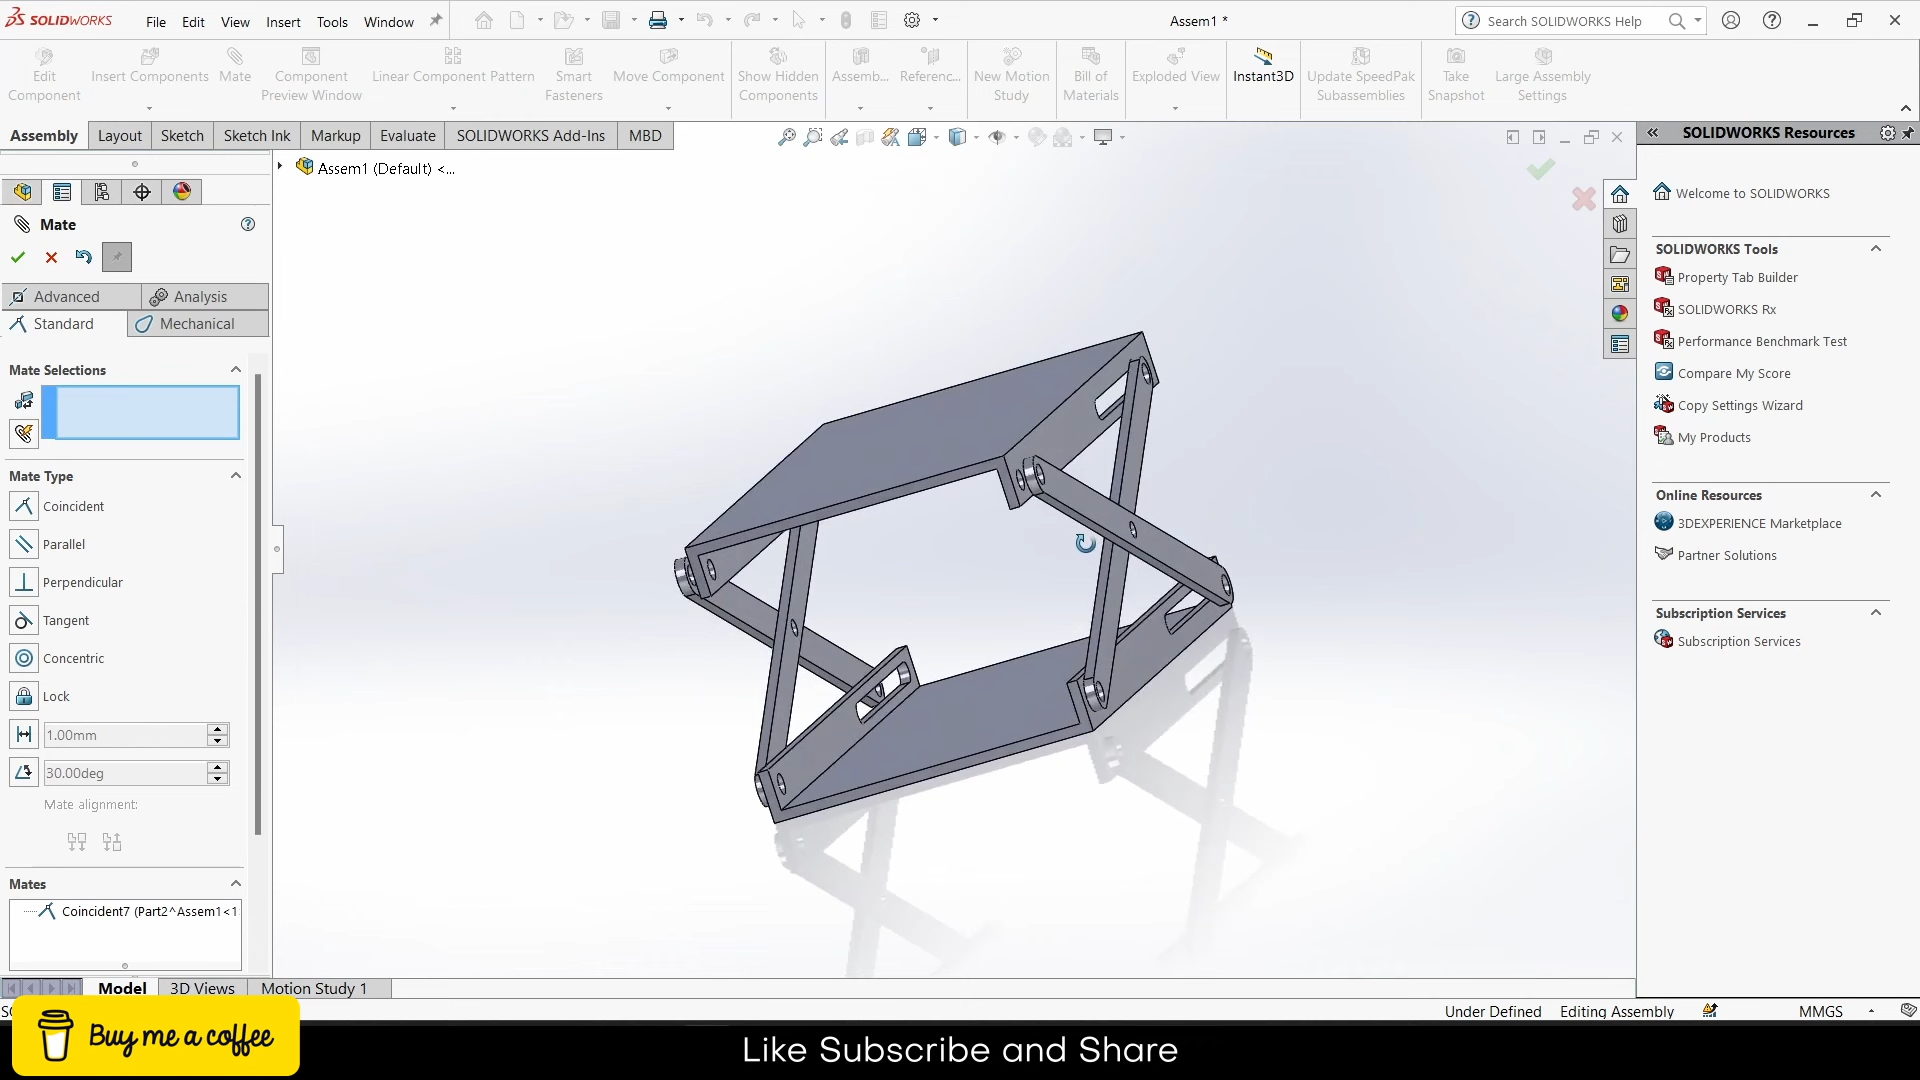 SOLIDWORKS
File Edit View Insert Tools Window
Assem1 *
Search SOLIDWORKS Help
Edit Component
Insert Components
Mate
Component Preview Window
Linear Component Pattern
Smart Fasteners
Move Component
Show Hidden Components
Assemb...
Referenc...
New Motion Study
Bill of Materials
Exploded View
Instant3D
Update SpeedPak Subassemblies
Take Snapshot
Large Assembly Settings
Assembly Layout Sketch Sketch Ink Markup Evaluate SOLIDWORKS Add-Ins MBD
Assem1 (Default) <...
Mate
Advanced Analysis
Standard Mechanical
Mate Selections
Mate Type
Coincident
Parallel
Perpendicular
Tangent
Concentric
Lock
1.00mm
30.00deg
Mate alignment:
Mates
Coincident7 (Part2^Assem1<1
Model 3D Views Motion Study 1
SOLIDWORKS Resources
Welcome to SOLIDWORKS
SOLIDWORKS Tools
Property Tab Builder
SOLIDWORKS Rx
Performance Benchmark Test
Compare My Score
Copy Settings Wizard
My Products
Online Resources
3DEXPERIENCE Marketplace
Partner Solutions
Subscription Services
Subscription Services
Under Defined Editing Assembly MMGS
Buy me a coffee
Like Subscribe and Share